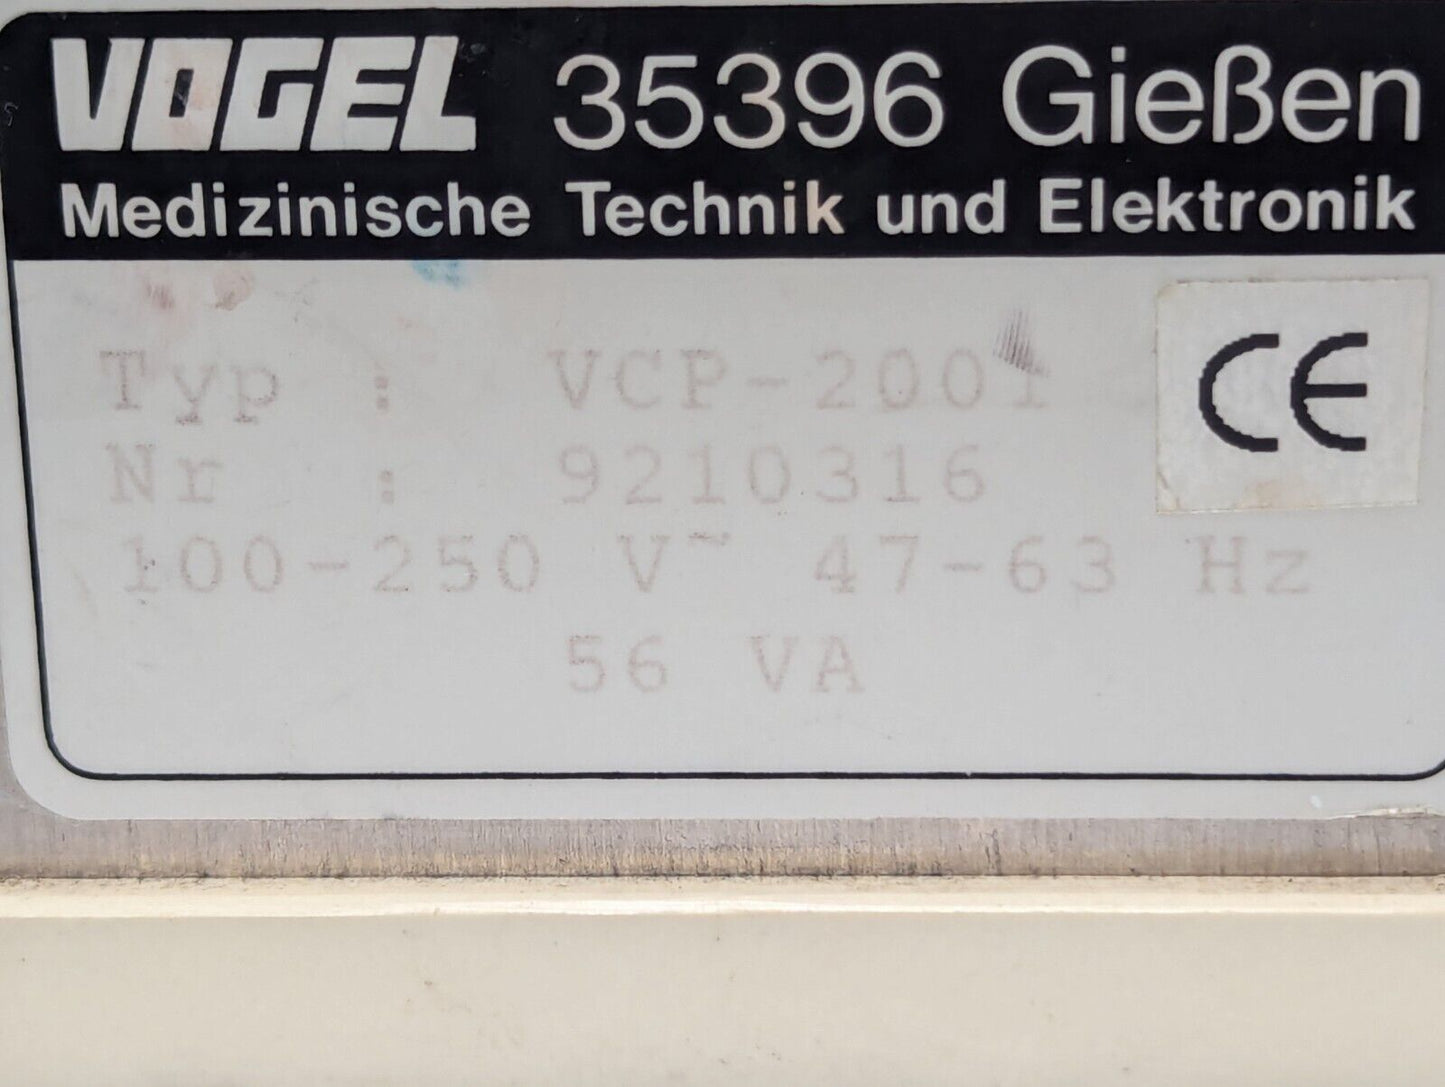 VOGEL 35396 Gießen
Medizinische Technik und Elektronik
CE
Typ : VCP-2001
Nr : 9210316
100-250 V~ 47-63 Hz
56 VA